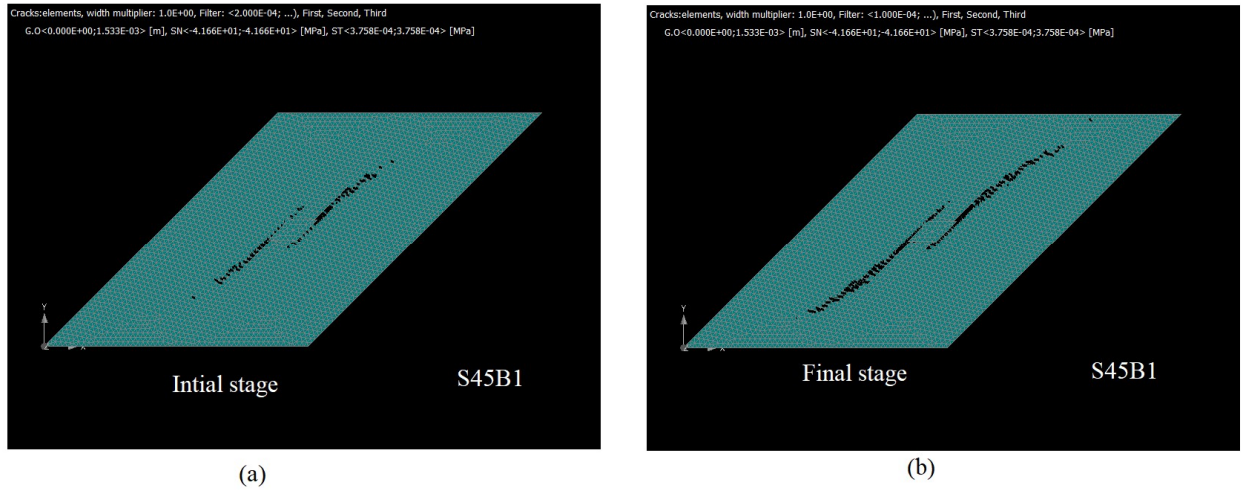 Cracks:elements, width multiplier: 1.0E+00, Filter: <2.000E-04; ...), First, Second, Third
G.O<0.000E+00;1.533E-03> [m], SN<-4.166E+01;-4.166E+01> [MPa], ST<3.758E-04;3.758E-04> [MPa]
Y
X
Intial stage
S45B1
(a)
Cracks:elements, width multiplier: 1.0E+00, Filter: <1.000E-04; ...), First, Second, Third
G.O<0.000E+00;1.533E-03> [m], SN<-4.166E+01;-4.166E+01> [MPa], ST<3.758E-04;3.758E-04> [MPa]
Y
X
Final stage
S45B1
(b)